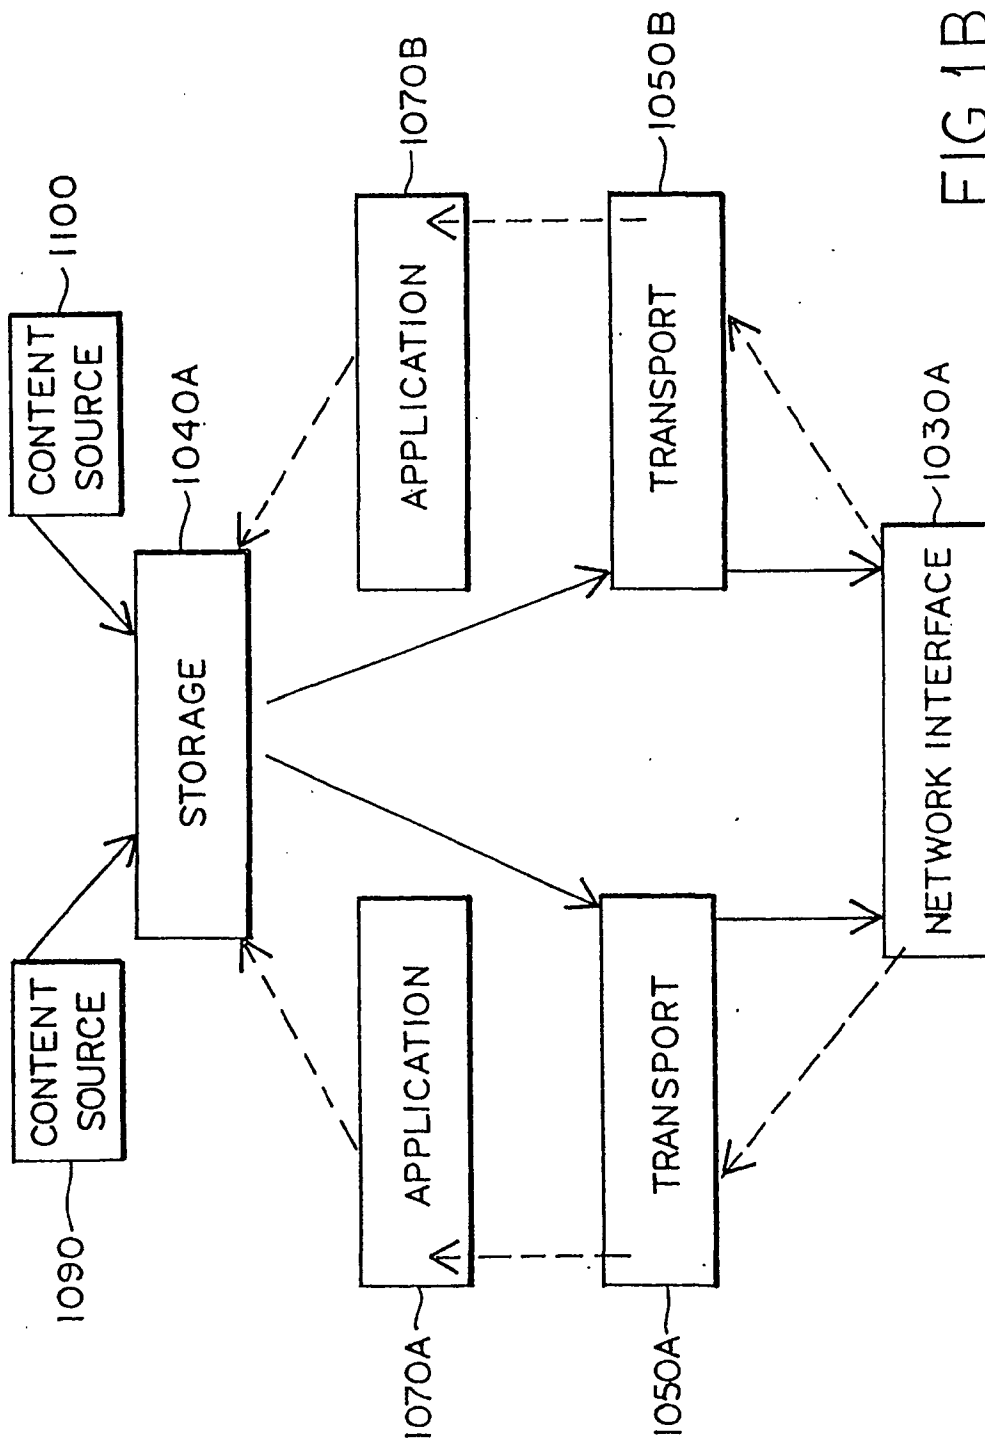 1090
CONTENT
SOURCE
CONTENT
SOURCE
1100
STORAGE
1040A
1070A
APPLICATION
APPLICATION
1070B
1050A
TRANSPORT
TRANSPORT
1050B
NETWORK INTERFACE
1030A
FIG 1B